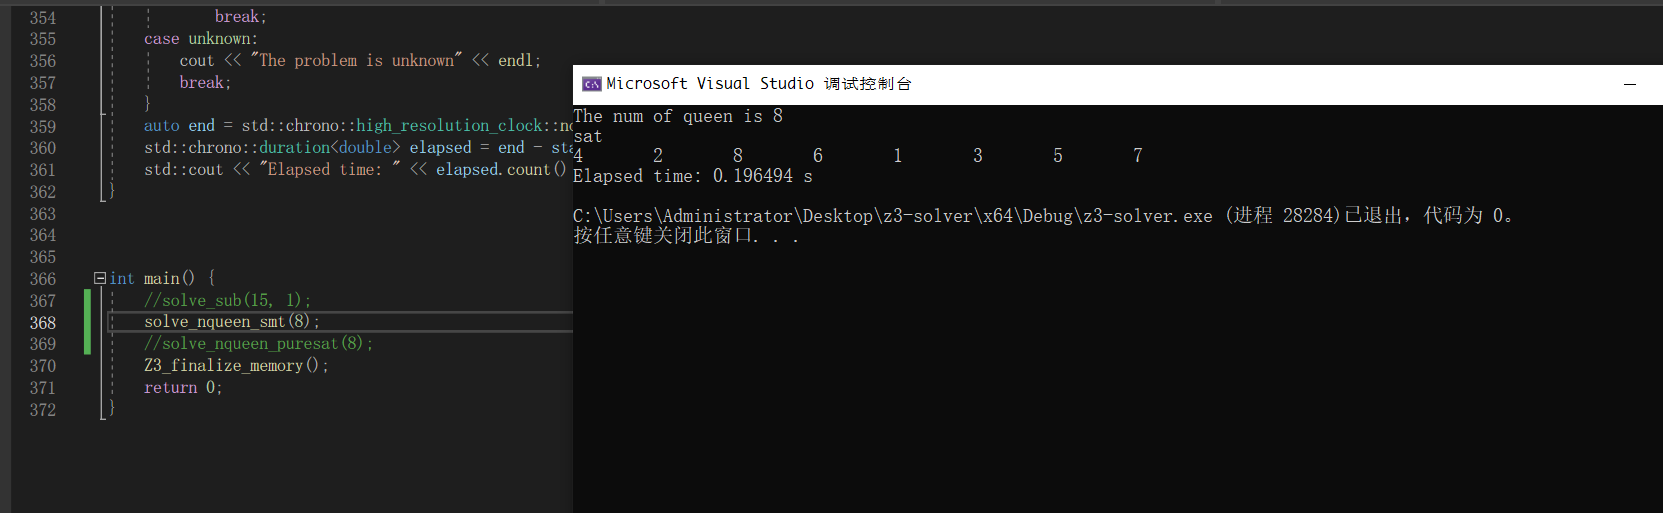 354 break;
355 case unknown:
356 cout << "The problem is unknown" << endl;
357 break;
358 }
359 auto end = std::chrono::high_resolution_clock::no
360 std::chrono::duration<double> elapsed = end - sta
361 std::cout << "Elapsed time: " << elapsed.count()
362 }
363
364
365
366 int main() {
367 //solve_sub(15, 1);
368 solve_nqueen_smt(8);
369 //solve_nqueen_puresat(8);
370 Z3_finalize_memory();
371 return 0;
372 }
C:\ Microsoft Visual Studio 调试控制台
The num of queen is 8
sat
4 2 8 6 1 3 5 7
Elapsed time: 0.196494 s
C:\Users\Administrator\Desktop\z3-solver\x64\Debug\z3-solver.exe (进程 28284)已退出，代码为 0。
按任意键关闭此窗口. . .